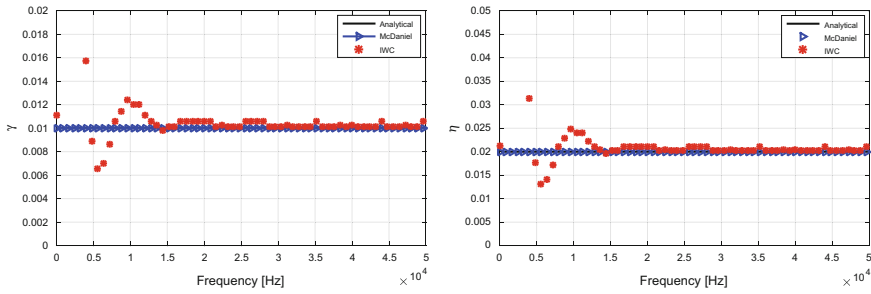 0.02
0.018
0.016
0.014
0.012
0.01
0.008
0.006
0.004
0.002
0
γ
Analytical
McDaniel
IWC
0 0.5 1 1.5 2 2.5 3 3.5 4 4.5 5
Frequency [Hz]
× 10^4
0.05
0.045
0.04
0.035
0.03
0.025
0.02
0.015
0.01
0.005
0
η
Analytical
McDaniel
IWC
0 0.5 1 1.5 2 2.5 3 3.5 4 4.5 5
Frequency [Hz]
× 10^4